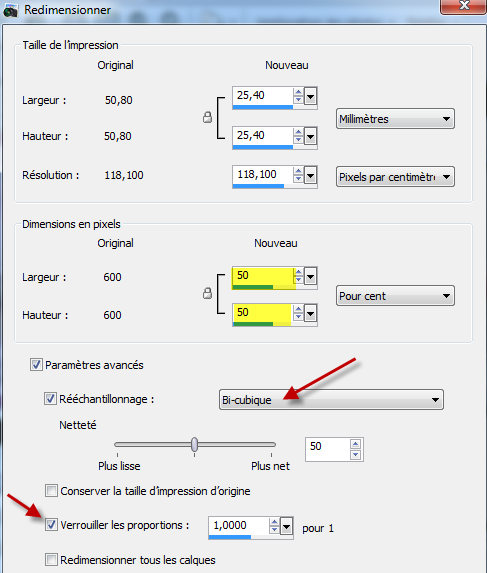 Redimensionner
Taille de l'impression
Original Nouveau
Largeur : 50,80 25,40 Millimètres
Hauteur : 50,80 25,40
Résolution : 118,100 118,100 Pixels par centimètr
Dimensions en pixels
Original Nouveau
Largeur : 600 50 Pour cent
Hauteur : 600 50
Paramètres avancés
Rééchantillonnage : Bi-cubique
Netteté
50
Plus lisse Plus net
Conserver la taille d'impression d'origine
Verrouiller les proportions : 1,0000 pour 1
Redimensionner tous les calques